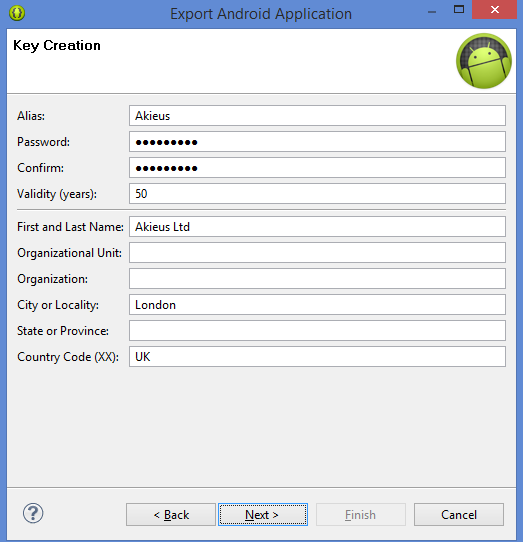 Export Android Application
Key Creation
Alias: Akieus
Password: ●●●●●●●●●
Confirm: ●●●●●●●●●
Validity (years): 50
First and Last Name: Akieus Ltd
Organizational Unit:
Organization:
City or Locality: London
State or Province:
Country Code (XX): UK
? < Back Next > Finish Cancel